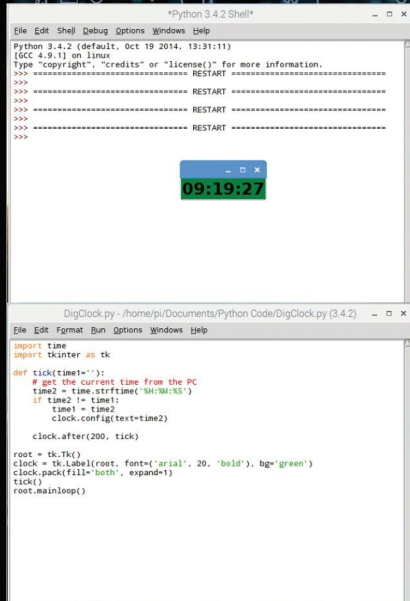 *Python 3.4.2 Shell*
File Edit Shell Debug Options Windows Help
Python 3.4.2 (default, Oct 19 2014, 13:31:11)
[GCC 4.9.1] on linux
Type "copyright", "credits" or "license()" for more information.
>>> ================================ RESTART ================================
>>>
>>> ================================ RESTART ================================
>>>
>>> ================================ RESTART ================================
>>>
>>> ================================ RESTART ================================
>>>
09:19:27
DigClock.py - /home/pi/Documents/Python Code/DigClock.py (3.4.2)
File Edit Format Run Options Windows Help
import time
import tkinter as tk
def tick(time1=''):
# get the current time from the PC
time2 = time.strftime('%H:%M:%S')
if time2 != time1:
time1 = time2
clock.config(text=time2)
clock.after(200, tick)
root = tk.Tk()
clock = tk.Label(root, font=('arial', 20, 'bold'), bg='green')
clock.pack(fill='both', expand=1)
tick()
root.mainloop()